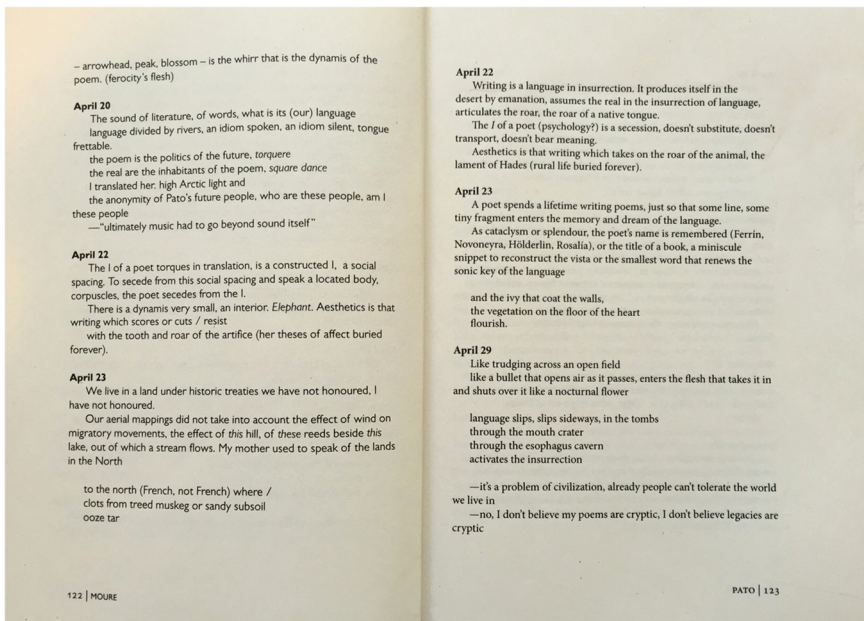 – arrowhead, peak, blossom – is the whirr that is the dynamis of the
poem. (ferocity's flesh)
April 20
The sound of literature, of words, what is its (our) language
language divided by rivers, an idiom spoken, an idiom silent, tongue
frettable.
the poem is the politics of the future, torquere
the real are the inhabitants of the poem, square dance
I translated her. high Arctic light and
the anonymity of Pato's future people, who are these people, am I
these people
—"ultimately music had to go beyond sound itself"
April 22
The I of a poet torques in translation, is a constructed I, a social
spacing. To secede from this social spacing and speak a located body,
corpuscles, the poet secedes from the I.
There is a dynamis very small, an interior. Elephant. Aesthetics is that
writing which scores or cuts / resist
with the tooth and roar of the artifice (her theses of affect buried
forever).
April 23
We live in a land under historic treaties we have not honoured, I
have not honoured.
Our aerial mappings did not take into account the effect of wind on
migratory movements, the effect of this hill, of these reeds beside this
lake, out of which a stream flows. My mother used to speak of the lands
in the North
to the north (French, not French) where /
clots from treed muskeg or sandy subsoil
ooze tar
122 | MOURE
April 22
Writing is a language in insurrection. It produces itself in the
desert by emanation, assumes the real in the insurrection of language,
articulates the roar, the roar of a native tongue.
The I of a poet (psychology?) is a secession, doesn't substitute, doesn't
transport, doesn't bear meaning.
Aesthetics is that writing which takes on the roar of the animal, the
lament of Hades (rural life buried forever).
April 23
A poet spends a lifetime writing poems, just so that some line, some
tiny fragment enters the memory and dream of the language.
As cataclysm or splendour, the poet's name is remembered (Ferrín,
Novoneyra, Hölderlin, Rosalía), or the title of a book, a miniscule
snippet to reconstruct the vista or the smallest word that renews the
sonic key of the language
and the ivy that coat the walls,
the vegetation on the floor of the heart
flourish.
April 29
Like trudging across an open field
like a bullet that opens air as it passes, enters the flesh that takes it in
and shuts over it like a nocturnal flower
language slips, slips sideways, in the tombs
through the mouth crater
through the esophagus cavern
activates the insurrection
—it's a problem of civilization, already people can't tolerate the world
we live in
—no, I don't believe my poems are cryptic, I don't believe legacies are
cryptic
PATO | 123